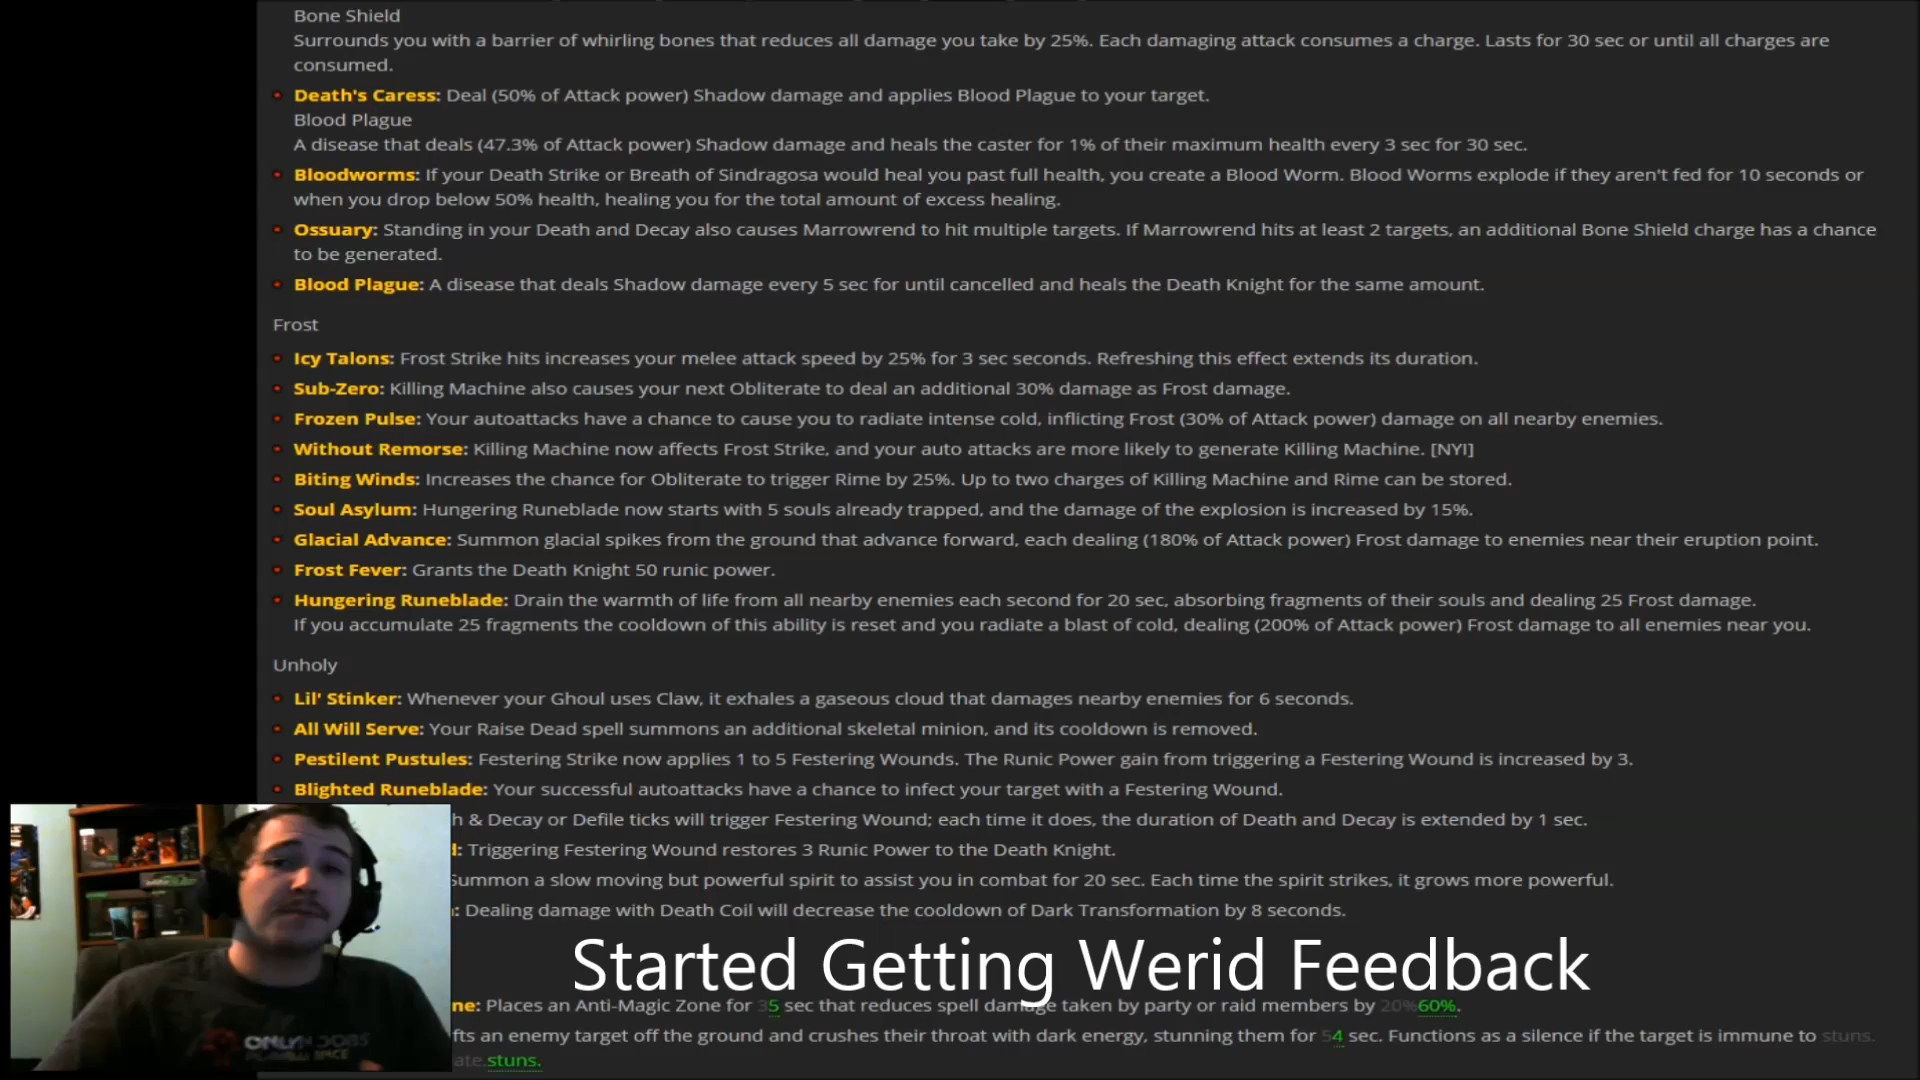 Bone Shield
Surrounds you with a barrier of whirling bones that reduces all damage you take by 25%. Each damaging attack consumes a charge. Lasts for 30 sec or until all charges are
consumed.
Death's Caress: Deal (50% of Attack power) Shadow damage and applies Blood Plague to your target.
Blood Plague
A disease that deals (47.3% of Attack power) Shadow damage and heals the caster for 1% of their maximum health every 3 sec for 30 sec.
Bloodworms: If your Death Strike or Breath of Sindragosa would heal you past full health, you create a Blood Worm. Blood Worms explode if they aren't fed for 10 seconds or
when you drop below 50% health, healing you for the total amount of excess healing.
Ossuary: Standing in your Death and Decay also causes Marrowrend to hit multiple targets. If Marrowrend hits at least 2 targets, an additional Bone Shield charge has a chance
to be generated.
Blood Plague: A disease that deals Shadow damage every 5 sec for until cancelled and heals the Death Knight for the same amount.
Frost
Icy Talons: Frost Strike hits increases your melee attack speed by 25% for 3 sec seconds. Refreshing this effect extends its duration.
Sub-Zero: Killing Machine also causes your next Obliterate to deal an additional 30% damage as Frost damage.
Frozen Pulse: Your autoattacks have a chance to cause you to radiate intense cold, inflicting Frost (30% of Attack power) damage on all nearby enemies.
Without Remorse: Killing Machine now affects Frost Strike, and your auto attacks are more likely to generate Killing Machine. [NYI]
Biting Winds: Increases the chance for Obliterate to trigger Rime by 25%. Up to two charges of Killing Machine and Rime can be stored.
Soul Asylum: Hungering Runeblade now starts with 5 souls already trapped, and the damage of the explosion is increased by 15%.
Glacial Advance: Summon glacial spikes from the ground that advance forward, each dealing (180% of Attack power) Frost damage to enemies near their eruption point.
Frost Fever: Grants the Death Knight 50 runic power.
Hungering Runeblade: Drain the warmth of life from all nearby enemies each second for 20 sec, absorbing fragments of their souls and dealing 25 Frost damage.
If you accumulate 25 fragments the cooldown of this ability is reset and you radiate a blast of cold, dealing (200% of Attack power) Frost damage to all enemies near you.
Unholy
Lil' Stinker: Whenever your Ghoul uses Claw, it exhales a gaseous cloud that damages nearby enemies for 6 seconds.
All Will Serve: Your Raise Dead spell summons an additional skeletal minion, and its cooldown is removed.
Pestilent Pustules: Festering Strike now applies 1 to 5 Festering Wounds. The Runic Power gain from triggering a Festering Wound is increased by 3.
Blighted Runeblade: Your successful autoattacks have a chance to infect your target with a Festering Wound.
h & Decay or Defile ticks will trigger Festering Wound; each time it does, the duration of Death and Decay is extended by 1 sec.
d: Triggering Festering Wound restores 3 Runic Power to the Death Knight.
Summon a slow moving but powerful spirit to assist you in combat for 20 sec. Each time the spirit strikes, it grows more powerful.
: Dealing damage with Death Coil will decrease the cooldown of Dark Transformation by 8 seconds.
Started Getting Werid Feedback
ne: Places an Anti-Magic Zone for 35 sec that reduces spell damage taken by party or raid members by 20%60%.
fts an enemy target off the ground and crushes their throat with dark energy, stunning them for 54 sec. Functions as a silence if the target is immune to stuns.
ate.stuns.